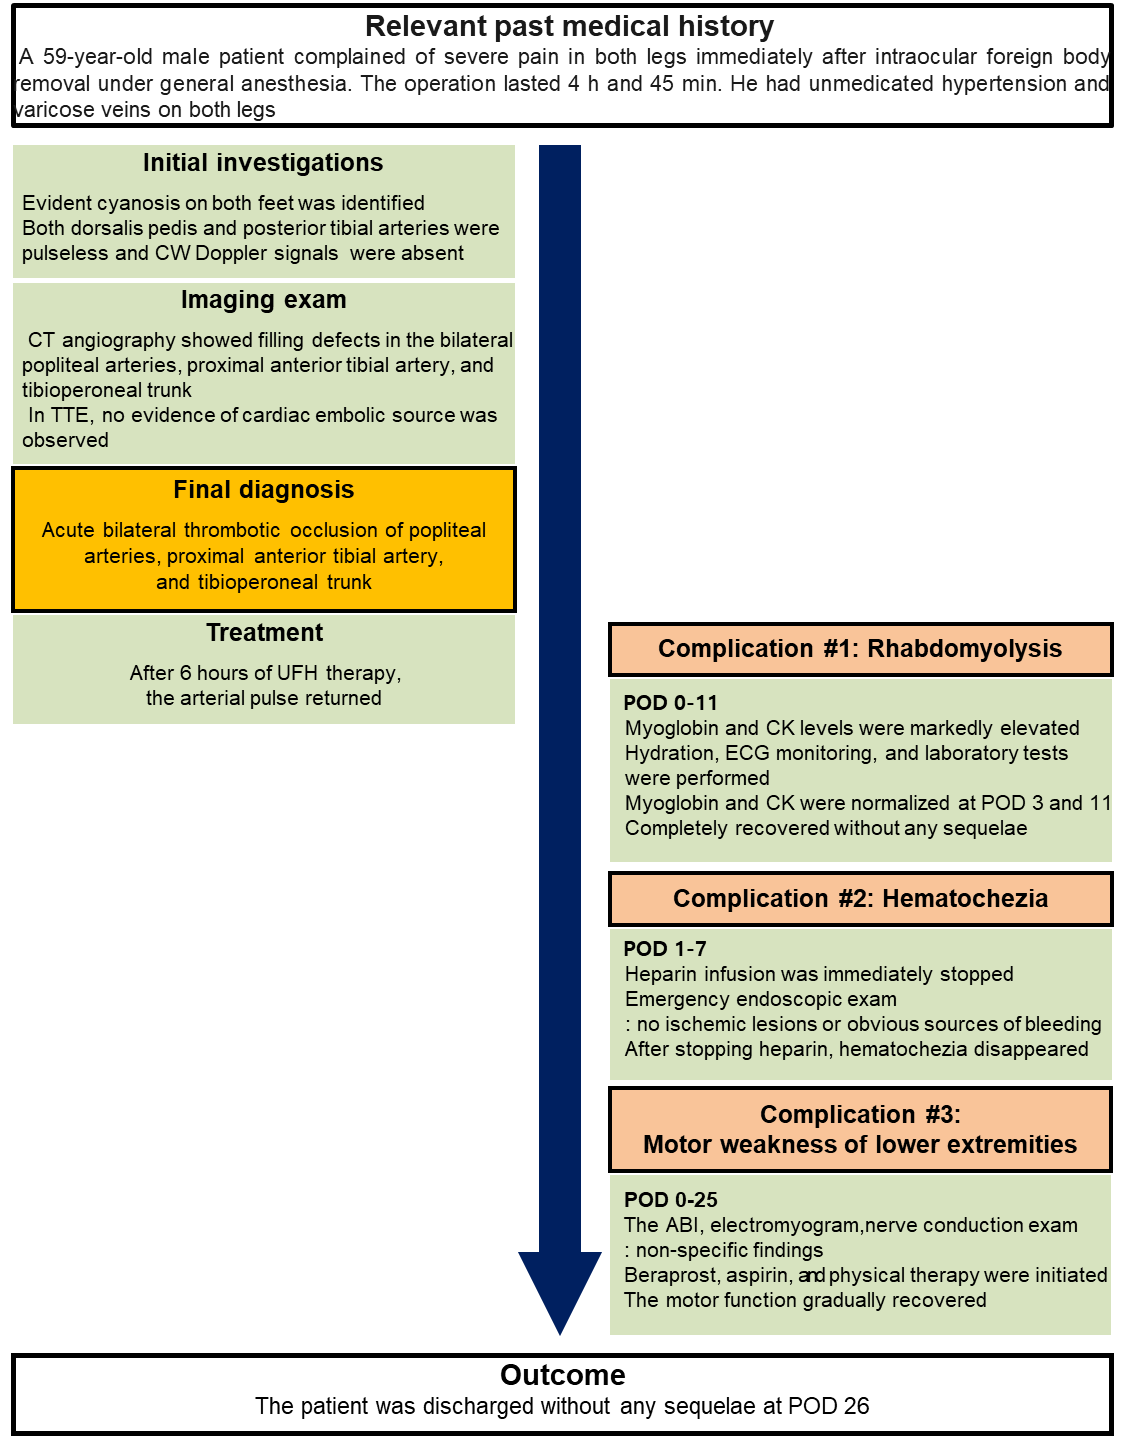 Relevant past medical history
A 59-year-old male patient complained of severe pain in both legs immediately after intraocular foreign body
removal under general anesthesia. The operation lasted 4 h and 45 min. He had unmedicated hypertension and
varicose veins on both legs
Initial investigations
Evident cyanosis on both feet was identified
Both dorsalis pedis and posterior tibial arteries were
pulseless and CW Doppler signals were absent
Imaging exam
CT angiography showed filling defects in the bilateral
popliteal arteries, proximal anterior tibial artery, and
tibioperoneal trunk
In TTE, no evidence of cardiac embolic source was
observed
Final diagnosis
Acute bilateral thrombotic occlusion of popliteal
arteries, proximal anterior tibial artery,
and tibioperoneal trunk
Treatment
After 6 hours of UFH therapy,
the arterial pulse returned
Complication #1: Rhabdomyolysis
POD 0-11
Myoglobin and CK levels were markedly elevated
Hydration, ECG monitoring, and laboratory tests
were performed
Myoglobin and CK were normalized at POD 3 and 11
Completely recovered without any sequelae
Complication #2: Hematochezia
POD 1-7
Heparin infusion was immediately stopped
Emergency endoscopic exam
: no ischemic lesions or obvious sources of bleeding
After stopping heparin, hematochezia disappeared
Complication #3:
Motor weakness of lower extremities
POD 0-25
The ABI, electromyogram,nerve conduction exam
: non-specific findings
Beraprost, aspirin, and physical therapy were initiated
The motor function gradually recovered
Outcome
The patient was discharged without any sequelae at POD 26